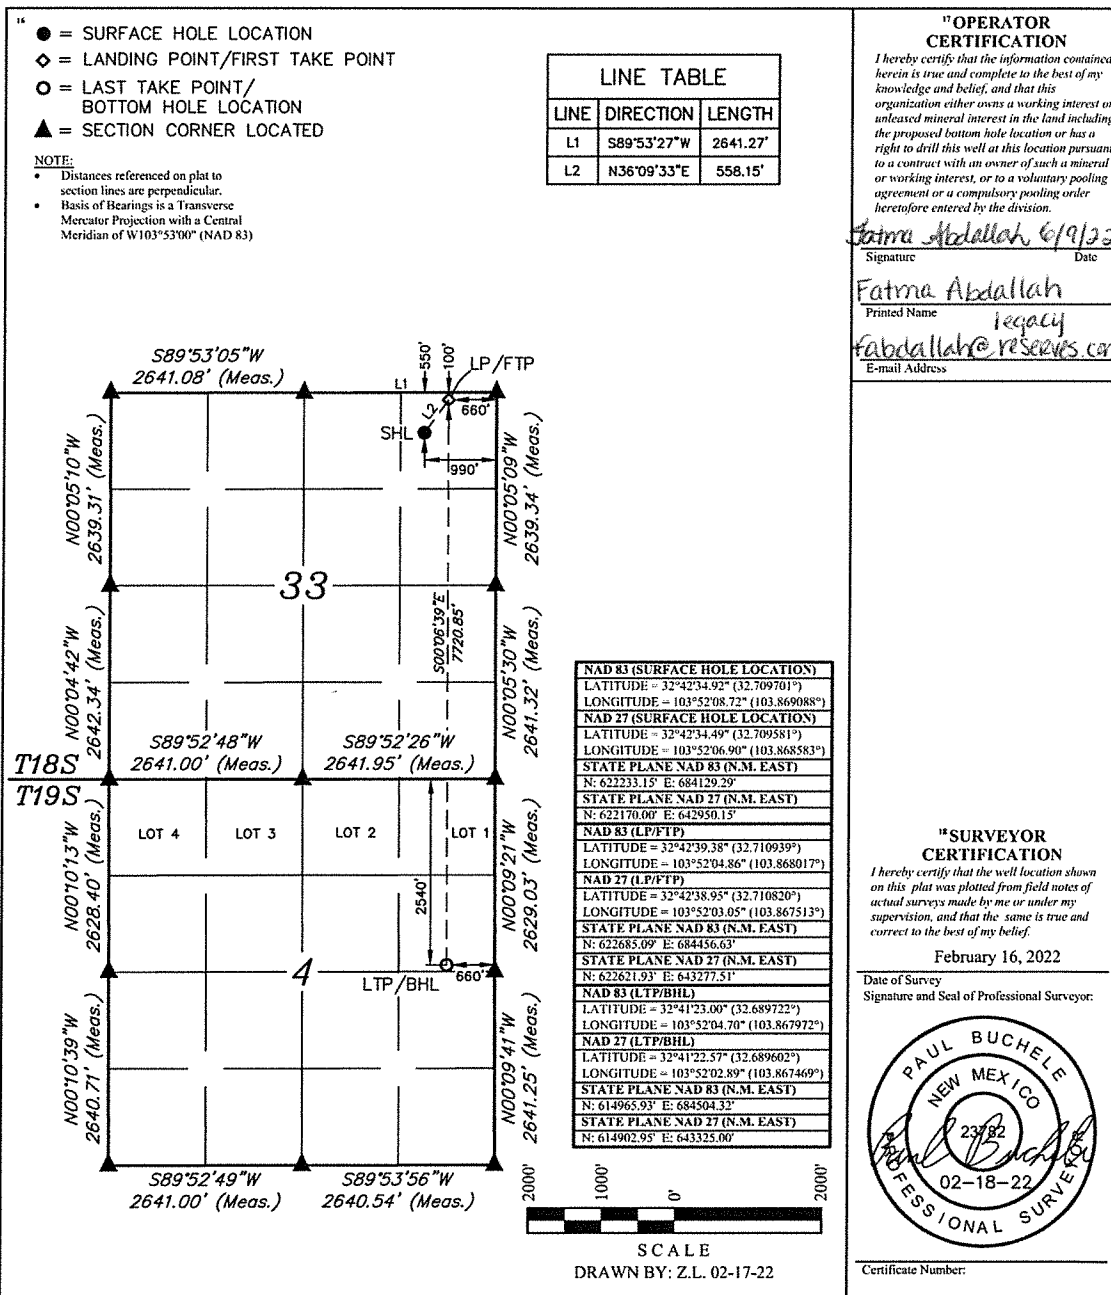 16
= SURFACE HOLE LOCATION
= LANDING POINT/FIRST TAKE POINT
= LAST TAKE POINT/
BOTTOM HOLE LOCATION
= SECTION CORNER LOCATED
NOTE:
• Distances referenced on plat to
section lines are perpendicular.
• Basis of Bearings is a Transverse
Mercator Projection with a Central
Meridian of W103°53'00" (NAD 83)
LINE TABLE
LINE DIRECTION LENGTH
L1 S89°53'27"W 2641.27'
L2 N36°09'33"E 558.15'
17 OPERATOR
CERTIFICATION
I hereby certify that the information contained
herein is true and complete to the best of my
knowledge and belief, and that this
organization either owns a working interest or
unleased mineral interest in the land including
the proposed bottom hole location or has a
right to drill this well at this location pursuant
to a contract with an owner of such a mineral
or working interest, or to a voluntary pooling
agreement or a compulsory pooling order
heretofore entered by the division.
Fatma Abdallah 6/9/22
Signature Date
Fatma Abdallah
Printed Name
legacy
fabdallah@reserves.com
E-mail Address
S89°53'05"W
2641.08' (Meas.)
L1
550'
100'
LP/FTP
660'
L2
SHL
990'
N00°05'10"W
2639.31' (Meas.)
N00°05'09"W
2639.34' (Meas.)
33
S00°06'39"E
7720.85'
N00°04'42"W
2642.34' (Meas.)
N00°05'30"W
2641.32' (Meas.)
S89°52'48"W
2641.00' (Meas.)
S89°52'26"W
2641.95' (Meas.)
T18S
T19S
LOT 4 LOT 3 LOT 2 LOT 1
N00°10'13"W
2628.40' (Meas.)
N00°09'21"W
2629.03' (Meas.)
2540'
4
LTP/BHL
660'
N00°10'39"W
2640.71' (Meas.)
N00°09'41"W
2641.25' (Meas.)
S89°52'49"W
2641.00' (Meas.)
S89°53'56"W
2640.54' (Meas.)
NAD 83 (SURFACE HOLE LOCATION)
LATITUDE = 32°42'34.92" (32.709701°)
LONGITUDE = 103°52'08.72" (103.869088°)
NAD 27 (SURFACE HOLE LOCATION)
LATITUDE = 32°42'34.49" (32.709581°)
LONGITUDE = 103°52'06.90" (103.868583°)
STATE PLANE NAD 83 (N.M. EAST)
N: 622233.15' E: 684129.29'
STATE PLANE NAD 27 (N.M. EAST)
N: 622170.00' E: 642950.15'
NAD 83 (LP/FTP)
LATITUDE = 32°42'39.38" (32.710939°)
LONGITUDE = 103°52'04.86" (103.868017°)
NAD 27 (LP/FTP)
LATITUDE = 32°42'38.95" (32.710820°)
LONGITUDE = 103°52'03.05" (103.867513°)
STATE PLANE NAD 83 (N.M. EAST)
N: 622685.09' E: 684456.63'
STATE PLANE NAD 27 (N.M. EAST)
N: 622621.93' E: 643277.51'
NAD 83 (LTP/BHL)
LATITUDE = 32°41'23.00" (32.689722°)
LONGITUDE = 103°52'04.70" (103.867972°)
NAD 27 (LTP/BHL)
LATITUDE = 32°41'22.57" (32.689602°)
LONGITUDE = 103°52'02.89" (103.867469°)
STATE PLANE NAD 83 (N.M. EAST)
N: 614965.93' E: 684504.32'
STATE PLANE NAD 27 (N.M. EAST)
N: 614902.95' E: 643325.00'
2000' 1000' 0' 2000'
SCALE
DRAWN BY: Z.L. 02-17-22
18 SURVEYOR
CERTIFICATION
I hereby certify that the well location shown
on this plat was plotted from field notes of
actual surveys made by me or under my
supervision, and that the same is true and
correct to the best of my belief.
February 16, 2022
Date of Survey
Signature and Seal of Professional Surveyor:
PAUL BUCHELE
NEW MEXICO
23782
Paul Buchele
02-18-22
PROFESSIONAL SURVEYOR
Certificate Number: